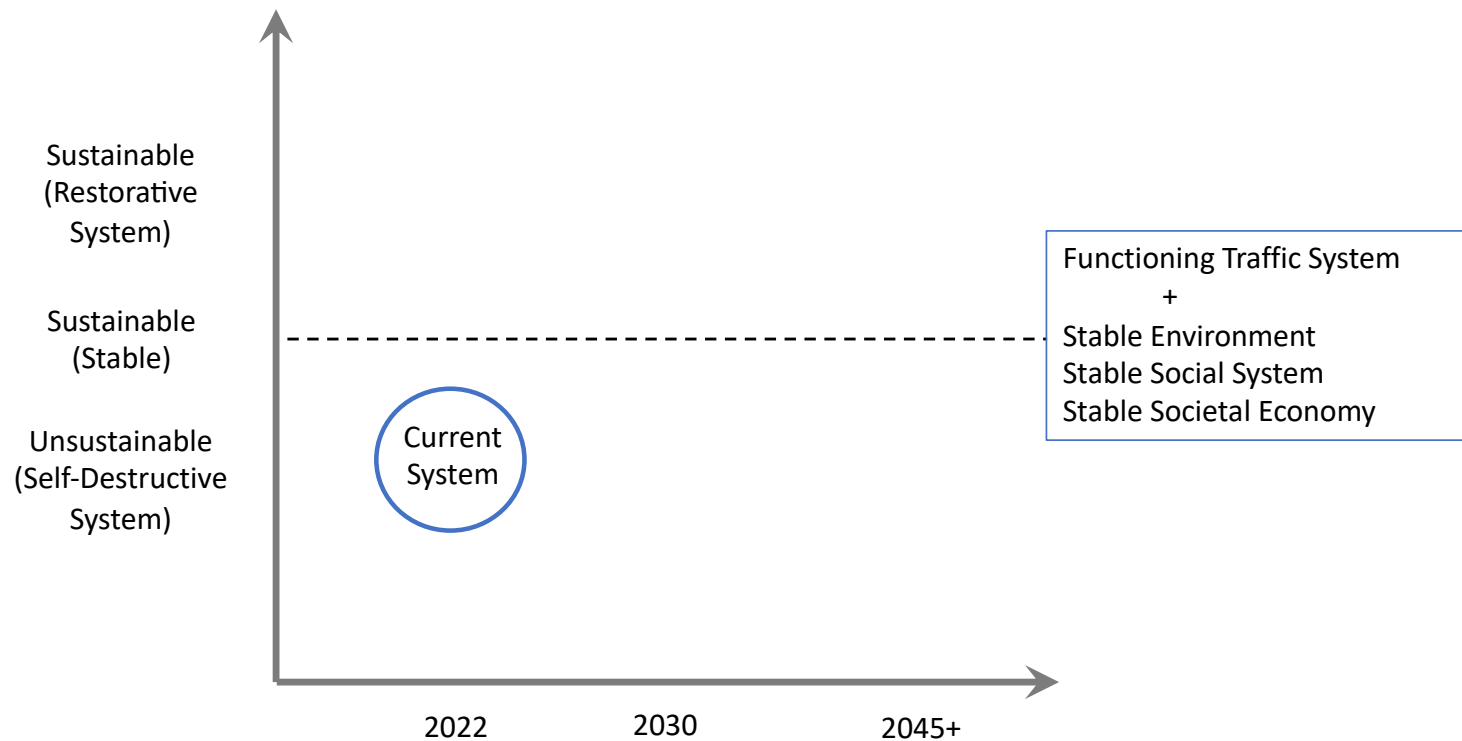 Sustainable
(Restorative
System)
Sustainable
(Stable)
Unsustainable
(Self-Destructive
System)
Current
System
Functioning Traffic System
+
Stable Environment
Stable Social System
Stable Societal Economy
2022
2030
2045+